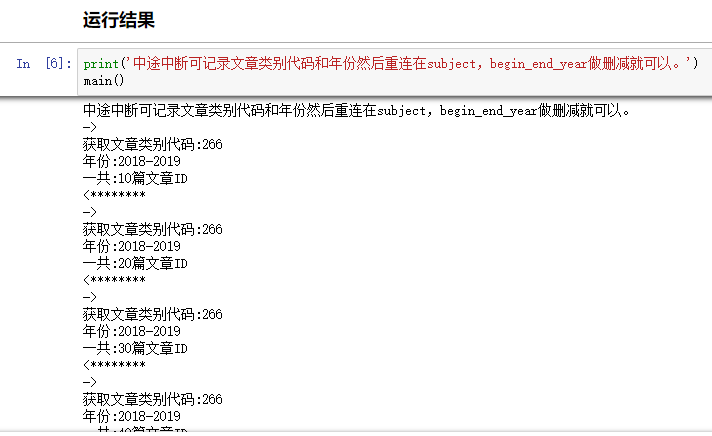 运行结果
In [6]: print('中途中断可记录文章类别代码和年份然后重连在subject，begin_end_year做删减就可以。')
main()
中途中断可记录文章类别代码和年份然后重连在subject，begin_end_year做删减就可以。
->
获取文章类别代码:266
年份:2018-2019
一共:10篇文章ID
<********
->
获取文章类别代码:266
年份:2018-2019
一共:20篇文章ID
<********
->
获取文章类别代码:266
年份:2018-2019
一共:30篇文章ID
<********
->
获取文章类别代码:266
年份:2018-2019
一共:40篇文章ID